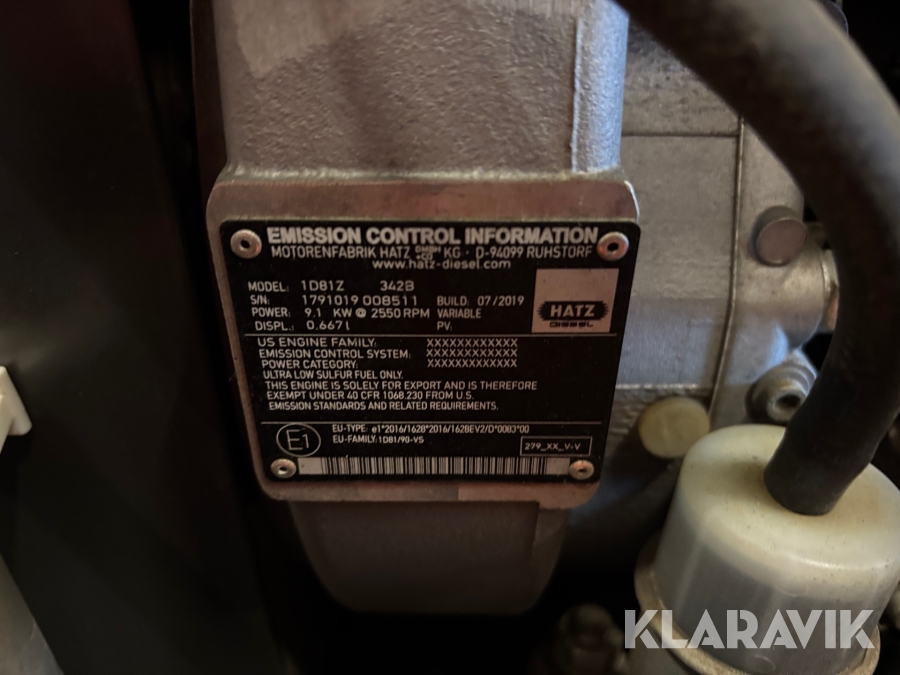 EMISSION CONTROL INFORMATION
MOTORENFABRIK HATZ GMBH +CO KG · D-94099 RUHSTORF
www.hatz-diesel.com
MODEL: 1D81Z 342B
S/N: 1791019 008511 BUILD: 07/2019
POWER: 9.1 KW @ 2550 RPM VARIABLE
DISPL.: 0.667 l PV:
HATZ
DIESEL
US ENGINE FAMILY: XXXXXXXXXXXX
EMISSION CONTROL SYSTEM: XXXXXXXXXXXX
POWER CATEGORY: XXXXXXXXXXXX
ULTRA LOW SULFUR FUEL ONLY.
THIS ENGINE IS SOLELY FOR EXPORT AND IS THEREFORE
EXEMPT UNDER 40 CFR 1068.230 FROM U.S.
EMISSION STANDARDS AND RELATED REQUIREMENTS.
E1
EU-TYPE: e1*2016/1628*2016/1628EV2/D*0083*00
EU-FAMILY: 1D81/90-V5
279_XX_V-V
KLARAVIK